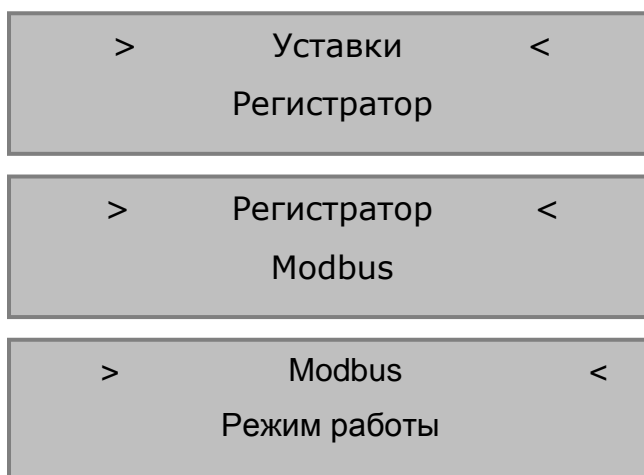 > Уставки <
Регистратор
> Регистратор <
Modbus
> Modbus <
Режим работы